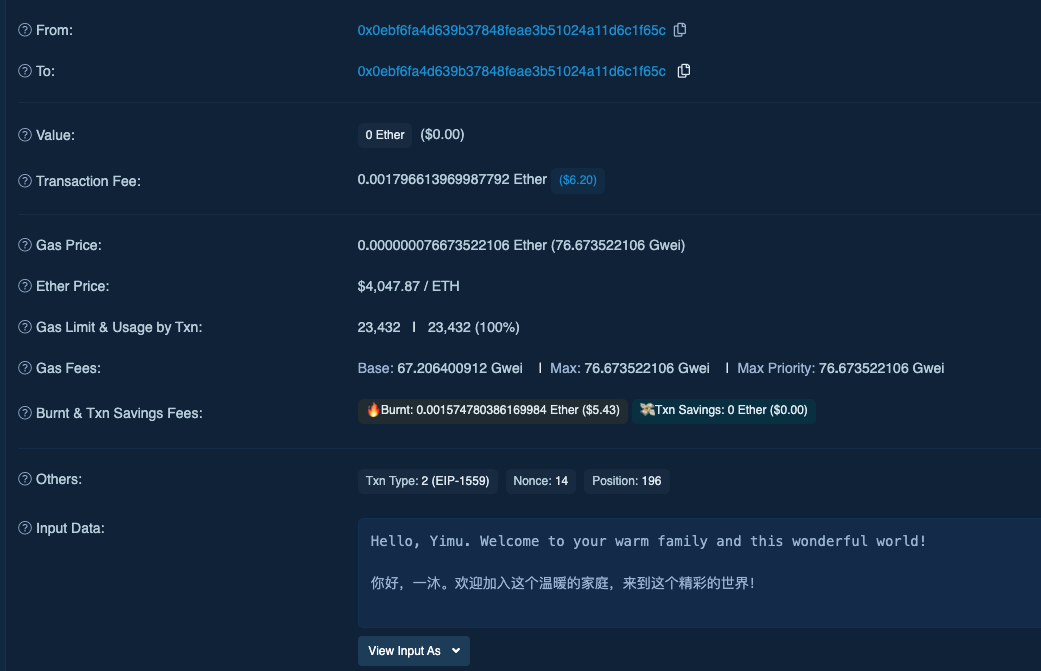 From: 0x0ebf6fa4d639b37848feae3b51024a11d6c1f65c
To: 0x0ebf6fa4d639b37848feae3b51024a11d6c1f65c
Value: 0 Ether ($0.00)
Transaction Fee: 0.001796613969987792 Ether ($6.20)
Gas Price: 0.000000076673522106 Ether (76.673522106 Gwei)
Ether Price: $4,047.87 / ETH
Gas Limit & Usage by Txn: 23,432 | 23,432 (100%)
Gas Fees: Base: 67.206400912 Gwei | Max: 76.673522106 Gwei | Max Priority: 76.673522106 Gwei
Burnt & Txn Savings Fees: 🔥Burnt: 0.001574780386169984 Ether ($5.43) 💸Txn Savings: 0 Ether ($0.00)
Others: Txn Type: 2 (EIP-1559) Nonce: 14 Position: 196
Input Data: Hello, Yimu. Welcome to your warm family and this wonderful world!
你好，一沐。欢迎加入这个温暖的家庭，来到这个精彩的世界！
View Input As